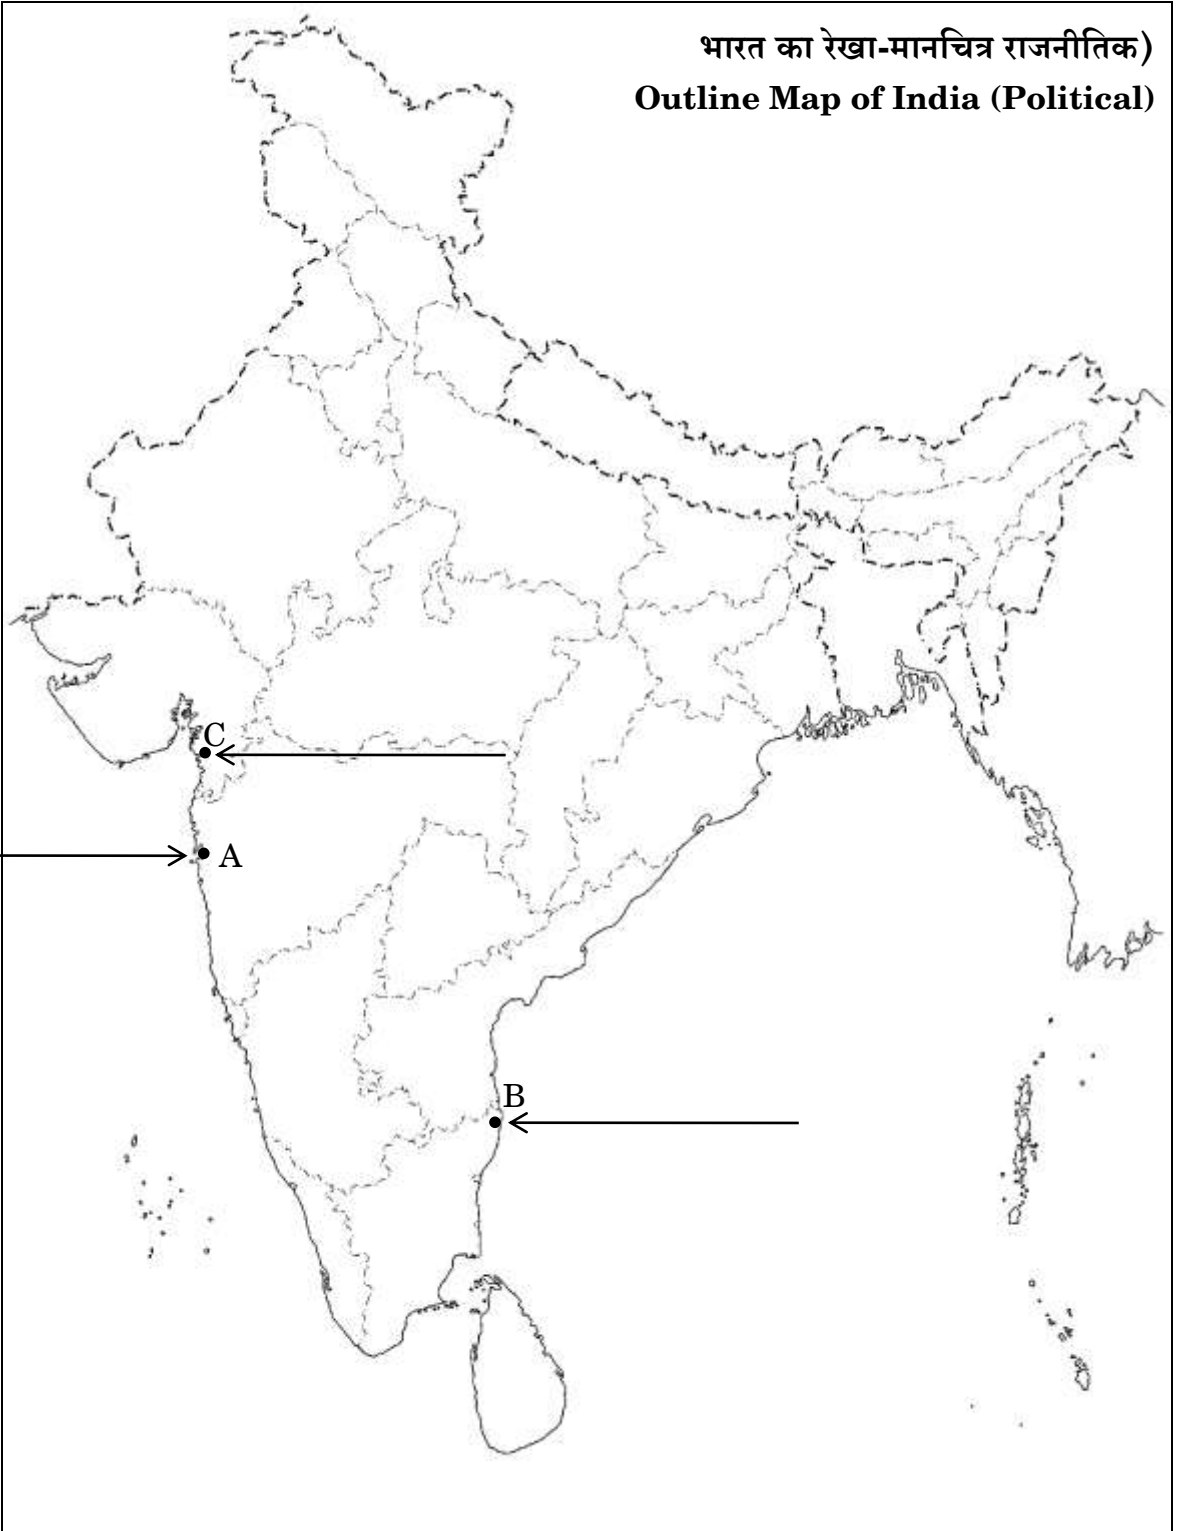 भारत का रेखा-मानचित्र राजनीतिक)
Outline Map of India (Political)
C
A
B